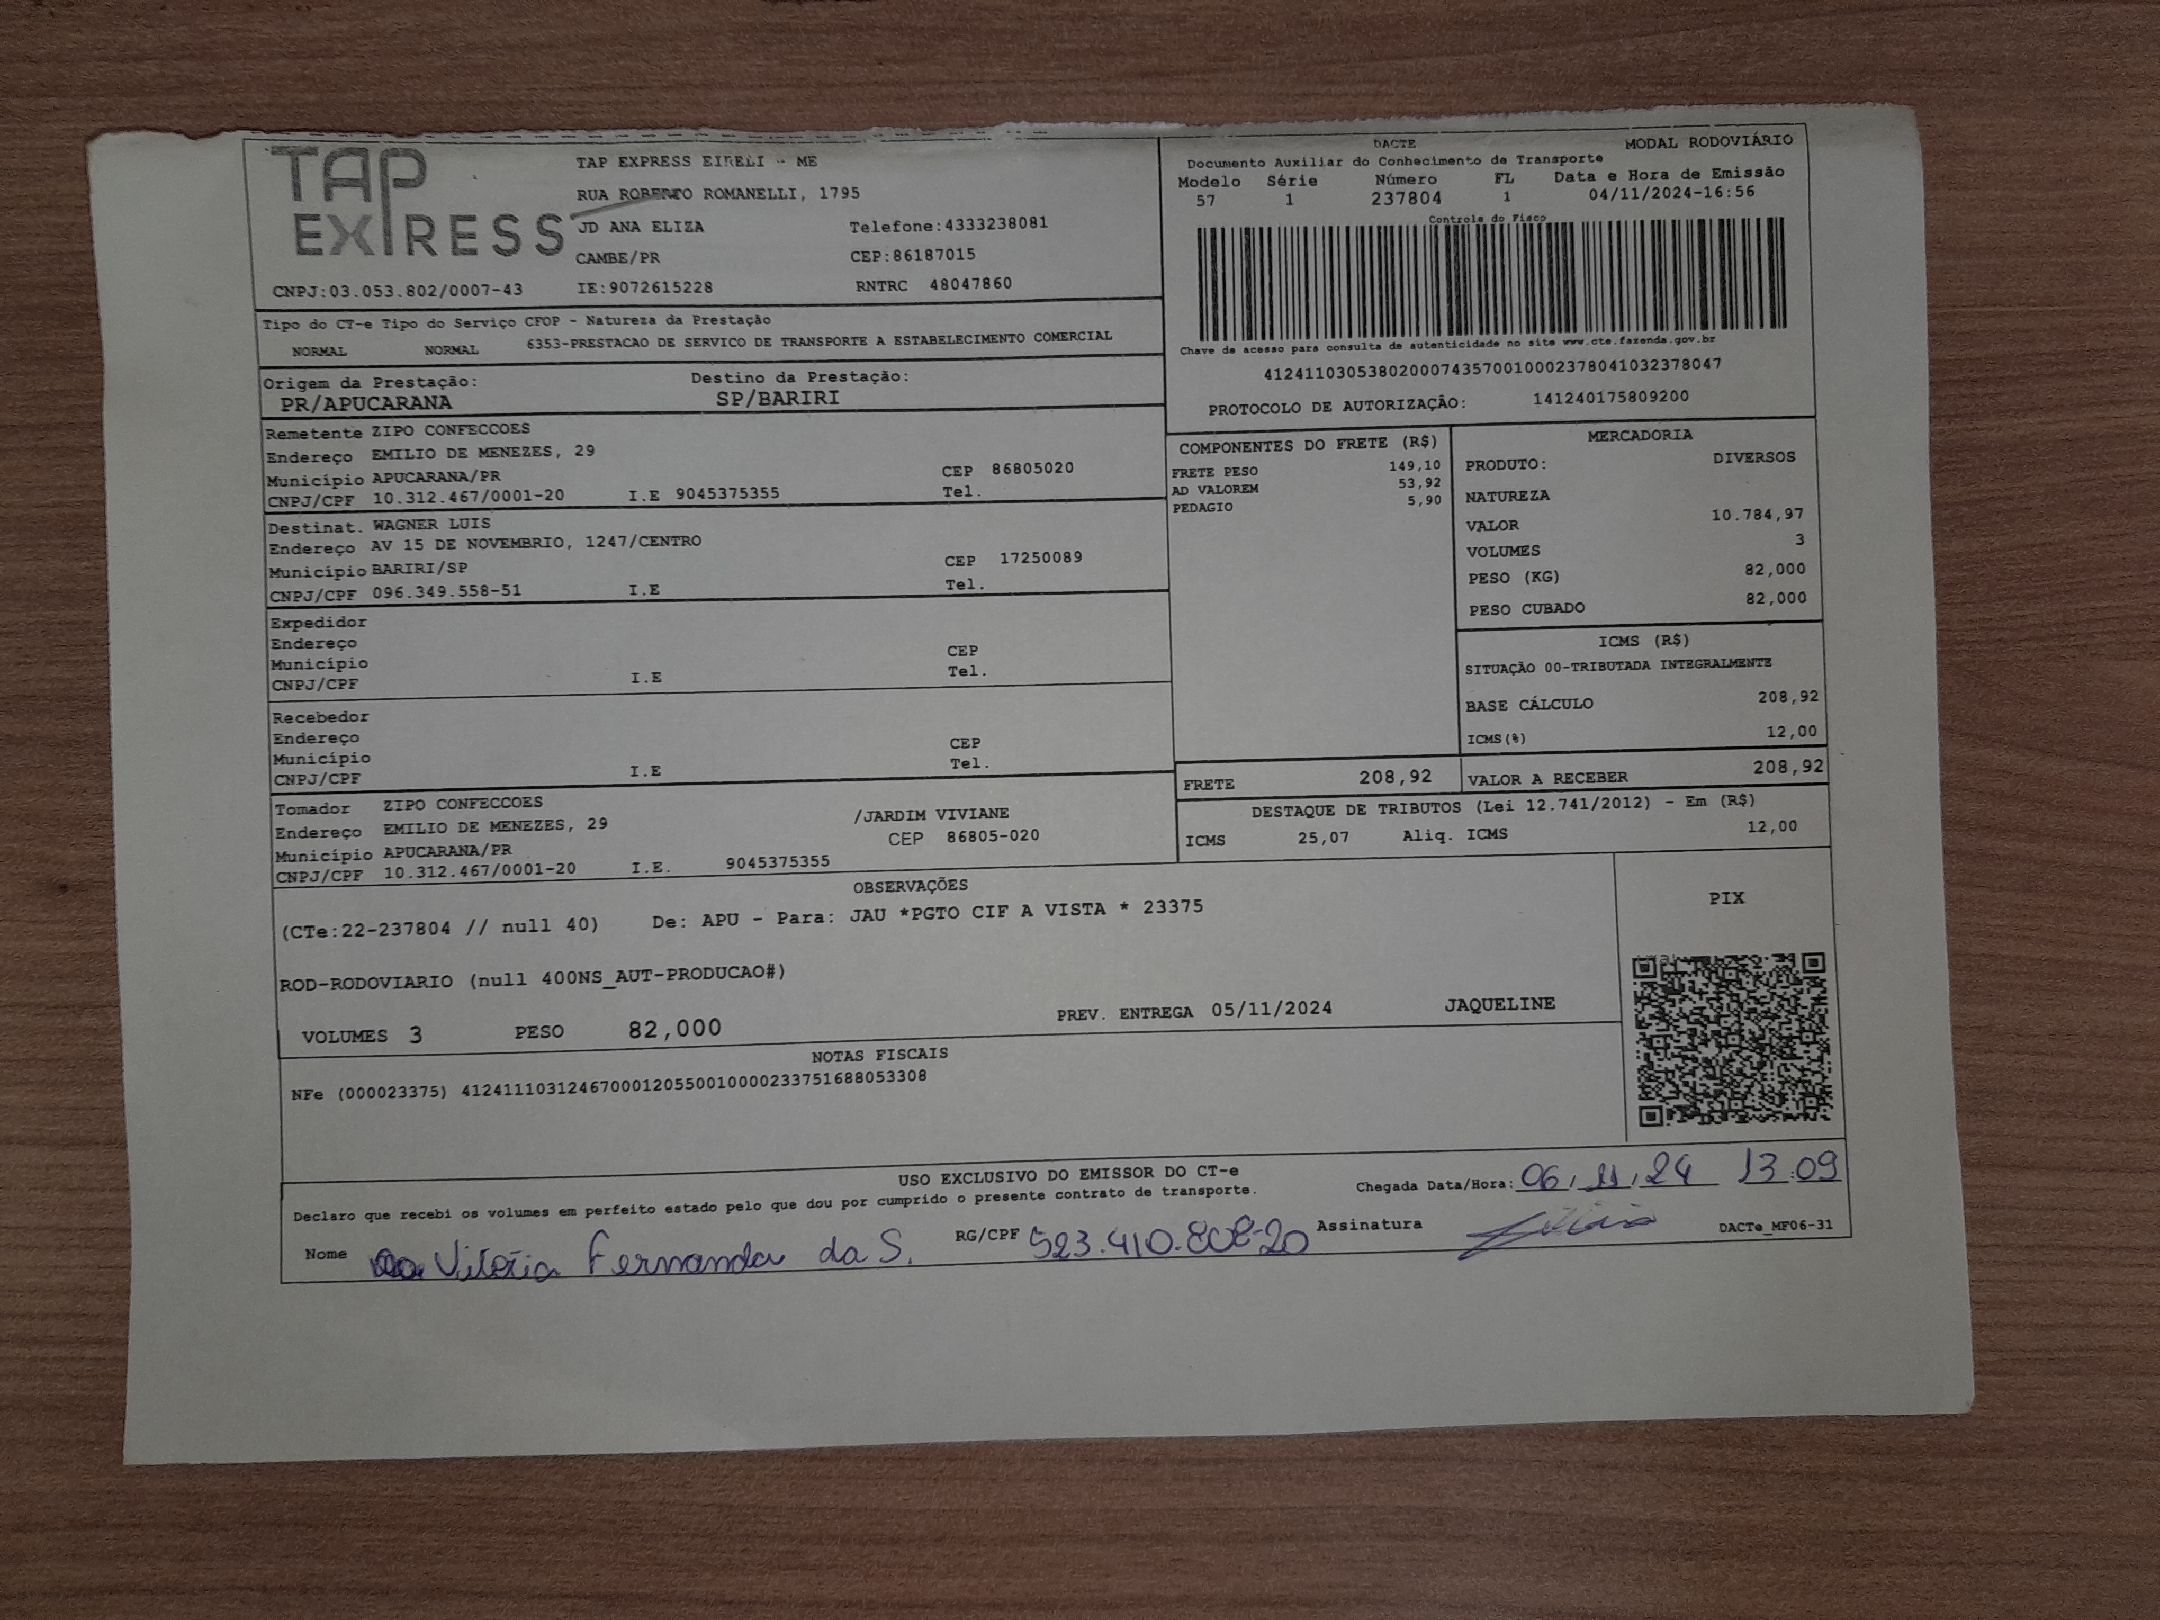 TAP EXPRESS
TAP EXPRESS EIRELI - ME
RUA ROBERTO ROMANELLI, 1795
JD ANA ELIZA Telefone:4333238081
CAMBE/PR CEP:86187015
CNPJ:03.053.802/0007-43 IE:9072615228 RNTRC 48047860
DACTE MODAL RODOVIÁRIO
Documento Auxiliar do Conhecimento de Transporte
Modelo Série Número FL Data e Hora de Emissão
57 1 237804 1 04/11/2024-16:56
Controle do Fisco
Chave de acesso para consulta de autenticidade no site www.cte.fazenda.gov.br
41241103053802000743570010002378041032378047
PROTOCOLO DE AUTORIZAÇÃO: 141240175809200
Tipo do CT-e Tipo do Serviço CFOP - Natureza da Prestação
NORMAL NORMAL 6353-PRESTACAO DE SERVICO DE TRANSPORTE A ESTABELECIMENTO COMERCIAL
Origem da Prestação: Destino da Prestação:
PR/APUCARANA SP/BARIRI
Remetente ZIPO CONFECCOES
Endereço EMILIO DE MENEZES, 29
Município APUCARANA/PR CEP 86805020
CNPJ/CPF 10.312.467/0001-20 I.E 9045375355 Tel.
Destinat. WAGNER LUIS
Endereço AV 15 DE NOVEMBRIO, 1247/CENTRO
Município BARIRI/SP CEP 17250089
CNPJ/CPF 096.349.558-51 I.E Tel.
Expedidor
Endereço
Município CEP
CNPJ/CPF I.E Tel.
Recebedor
Endereço
Município CEP
CNPJ/CPF I.E Tel.
Tomador ZIPO CONFECCOES
Endereço EMILIO DE MENEZES, 29 /JARDIM VIVIANE
Município APUCARANA/PR CEP 86805-020
CNPJ/CPF 10.312.467/0001-20 I.E. 9045375355
COMPONENTES DO FRETE (R$)
FRETE PESO 149,10
AD VALOREM 53,92
PEDAGIO 5,90
MERCADORIA
PRODUTO: DIVERSOS
NATUREZA
VALOR 10.784,97
VOLUMES 3
PESO (KG) 82,000
PESO CUBADO 82,000
ICMS (R$)
SITUAÇÃO 00-TRIBUTADA INTEGRALMENTE
BASE CÁLCULO 208,92
ICMS(%) 12,00
FRETE 208,92 VALOR A RECEBER 208,92
DESTAQUE DE TRIBUTOS (Lei 12.741/2012) - Em (R$)
ICMS 25,07 Aliq. ICMS 12,00
OBSERVAÇÕES
(CTe:22-237804 // null 40) De: APU - Para: JAU *PGTO CIF A VISTA * 23375
ROD-RODOVIARIO (null 400NS_AUT-PRODUCAO#)
VOLUMES 3 PESO 82,000 PREV. ENTREGA 05/11/2024 JAQUELINE
PIX
NOTAS FISCAIS
NFe (000023375) 41241110312467000120550010000233751688053308
USO EXCLUSIVO DO EMISSOR DO CT-e
Declaro que recebi os volumes em perfeito estado pelo que dou por cumprido o presente contrato de transporte.
Chegada Data/Hora: 06/11/24 13:09
Nome Vitória Fernanda da S. RG/CPF 523.410.808-20 Assinatura DACTe_MF06-31